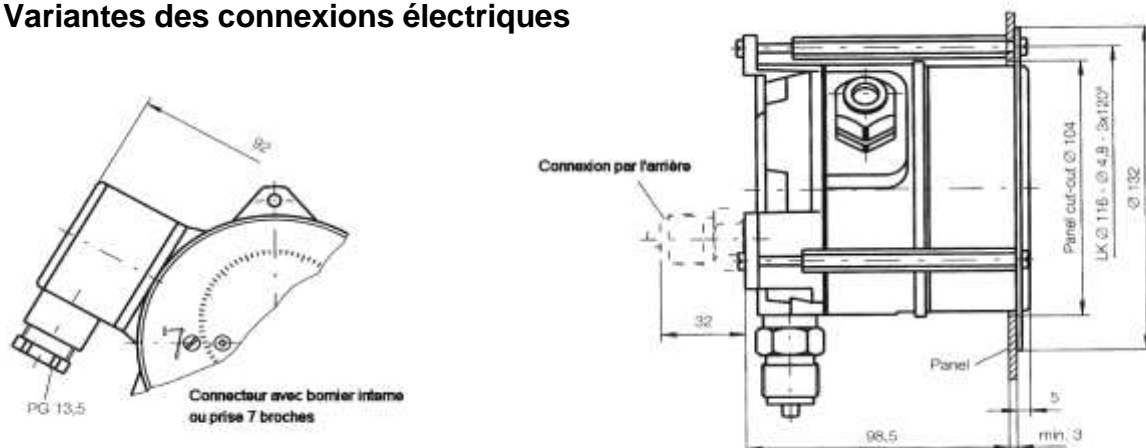 Variantes des connexions électriques
92
PG 13,5
Connecteur avec bornier interne
ou prise 7 broches
Connexion par l'arrière
32
98,5
Panel
min. 3
5
Panel cut-out Ø 104
LK Ø 116 - Ø 4,8 - 3x120°
Ø 132